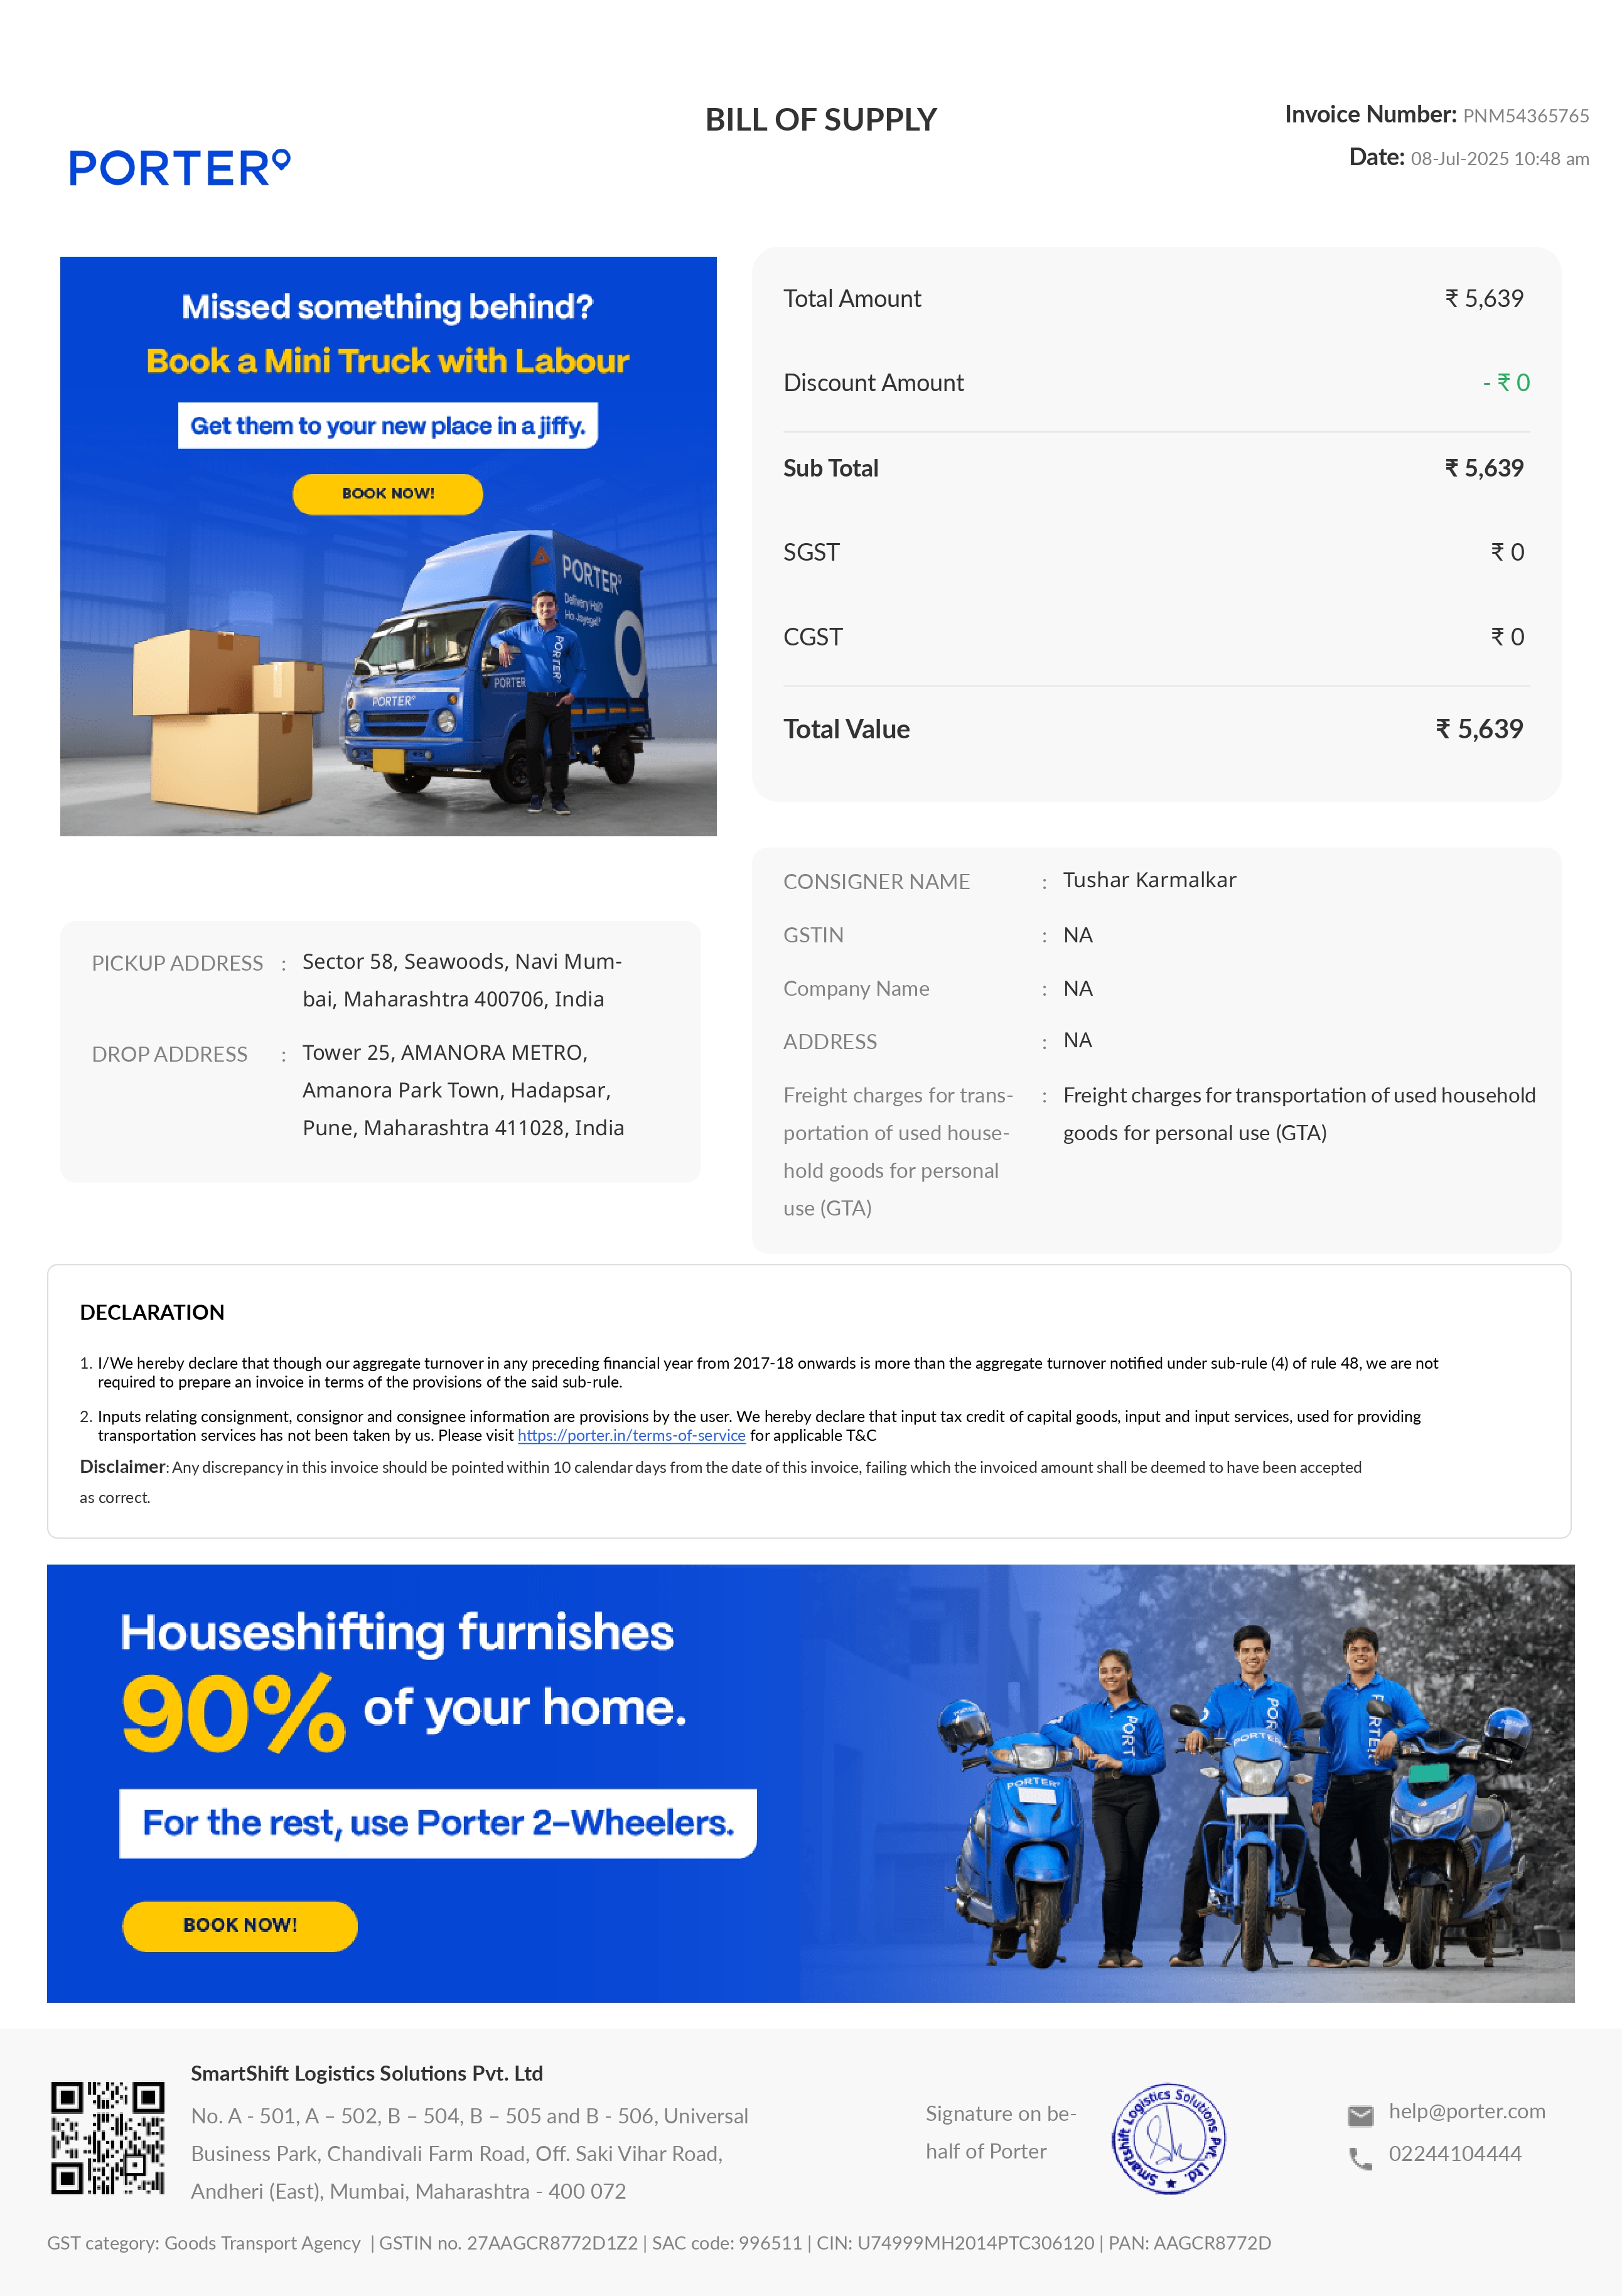 BILL OF SUPPLY
Invoice Number: PNM54365765
Date: 08-Jul-2025 10:48 am
PORTER
Missed something behind?
Book a Mini Truck with Labour
Get them to your new place in a jiffy.
BOOK NOW!
PORTER
Delivery Hai?
Ho Jayega!
PORTER
PORTER
PORTER
Total Amount ₹ 5,639
Discount Amount - ₹ 0
Sub Total ₹ 5,639
SGST ₹ 0
CGST ₹ 0
Total Value ₹ 5,639
PICKUP ADDRESS : Sector 58, Seawoods, Navi Mum-
bai, Maharashtra 400706, India
DROP ADDRESS : Tower 25, AMANORA METRO,
Amanora Park Town, Hadapsar,
Pune, Maharashtra 411028, India
CONSIGNER NAME : Tushar Karmalkar
GSTIN : NA
Company Name : NA
ADDRESS : NA
Freight charges for trans- : Freight charges for transportation of used household
portation of used house- goods for personal use (GTA)
hold goods for personal
use (GTA)
DECLARATION
1. I/We hereby declare that though our aggregate turnover in any preceding financial year from 2017-18 onwards is more than the aggregate turnover notified under sub-rule (4) of rule 48, we are not
required to prepare an invoice in terms of the provisions of the said sub-rule.
2. Inputs relating consignment, consignor and consignee information are provisions by the user. We hereby declare that input tax credit of capital goods, input and input services, used for providing
transportation services has not been taken by us. Please visit https://porter.in/terms-of-service for applicable T&C
Disclaimer: Any discrepancy in this invoice should be pointed within 10 calendar days from the date of this invoice, failing which the invoiced amount shall be deemed to have been accepted
as correct.
Houseshifting furnishes
90% of your home.
For the rest, use Porter 2–Wheelers.
BOOK NOW!
PORTER
PORT
PORTER
POR
SmartShift Logistics Solutions Pvt. Ltd
No. A - 501, A – 502, B – 504, B – 505 and B - 506, Universal
Business Park, Chandivali Farm Road, Off. Saki Vihar Road,
Andheri (East), Mumbai, Maharashtra - 400 072
Signature on be-
half of Porter
Smartshift Logistics Solutions Pvt. Ltd.
help@porter.com
02244104444
GST category: Goods Transport Agency | GSTIN no. 27AAGCR8772D1Z2 | SAC code: 996511 | CIN: U74999MH2014PTC306120 | PAN: AAGCR8772D